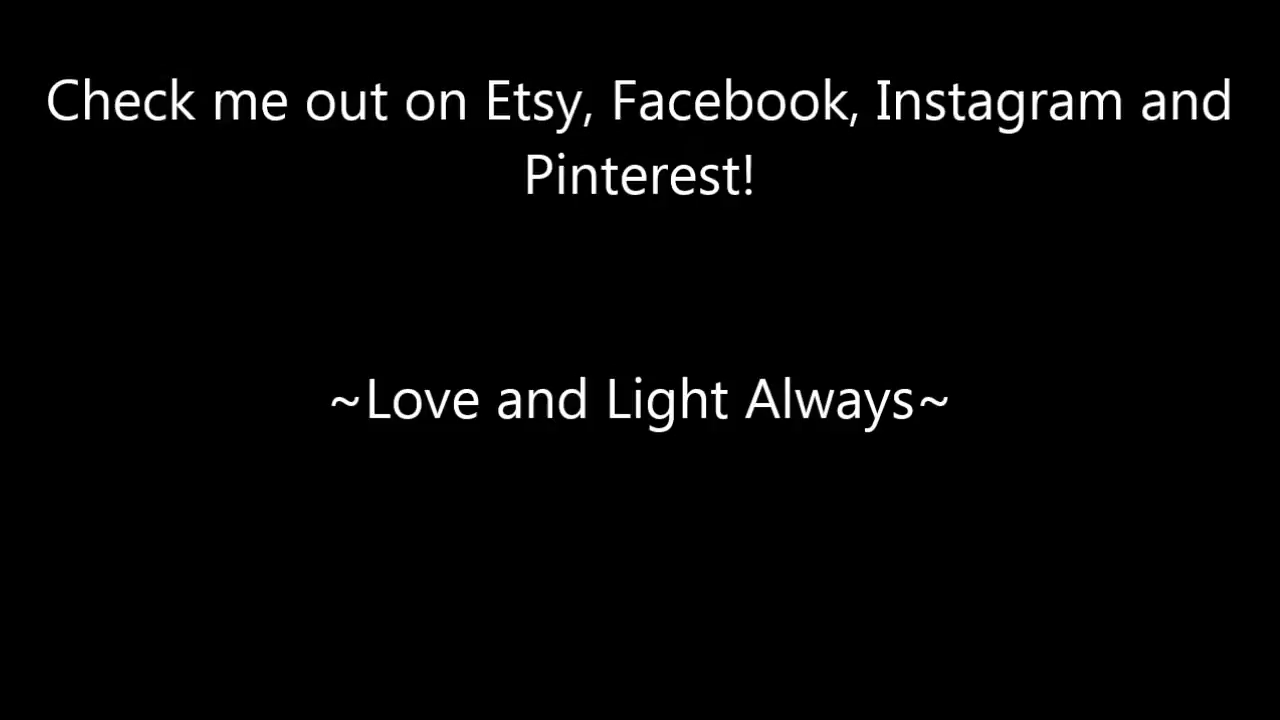 Check me out on Etsy, Facebook, Instagram and
Pinterest!
~Love and Light Always~